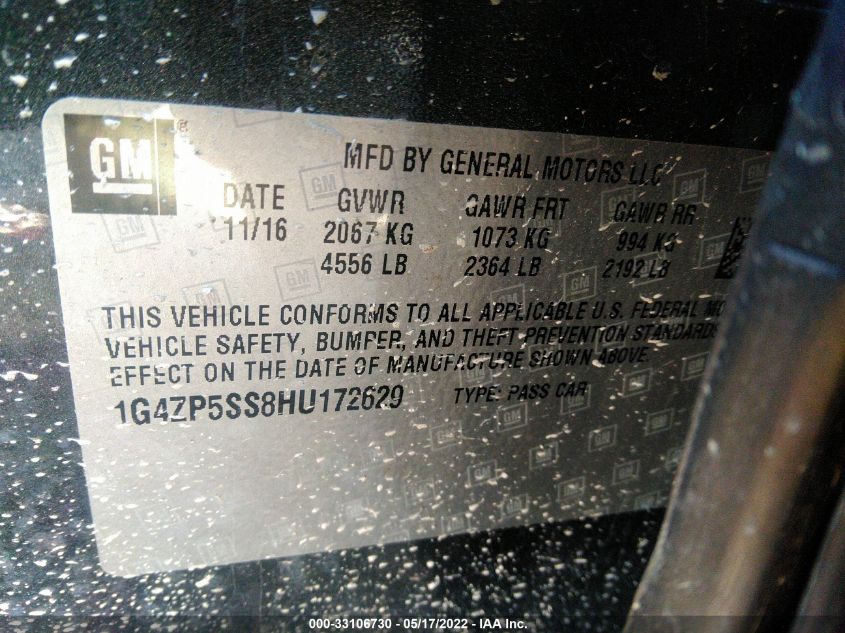 GM
MFD BY GENERAL MOTORS LLC
DATE GVWR GAWR FRT GAWR RR
11/16 2067 KG 1073 KG 994 KG
4556 LB 2364 LB 2192 LB
THIS VEHICLE CONFORMS TO ALL APPLICABLE U.S. FEDERAL MO
VEHICLE SAFETY, BUMPER, AND THEFT PREVENTION STANDARDS
EFFECT ON THE DATE OF MANUFACTURE SHOWN ABOVE.
1G4ZP5SS8HU172629 TYPE: PASS CAR
000-33106730 - 05/17/2022 - IAA Inc.